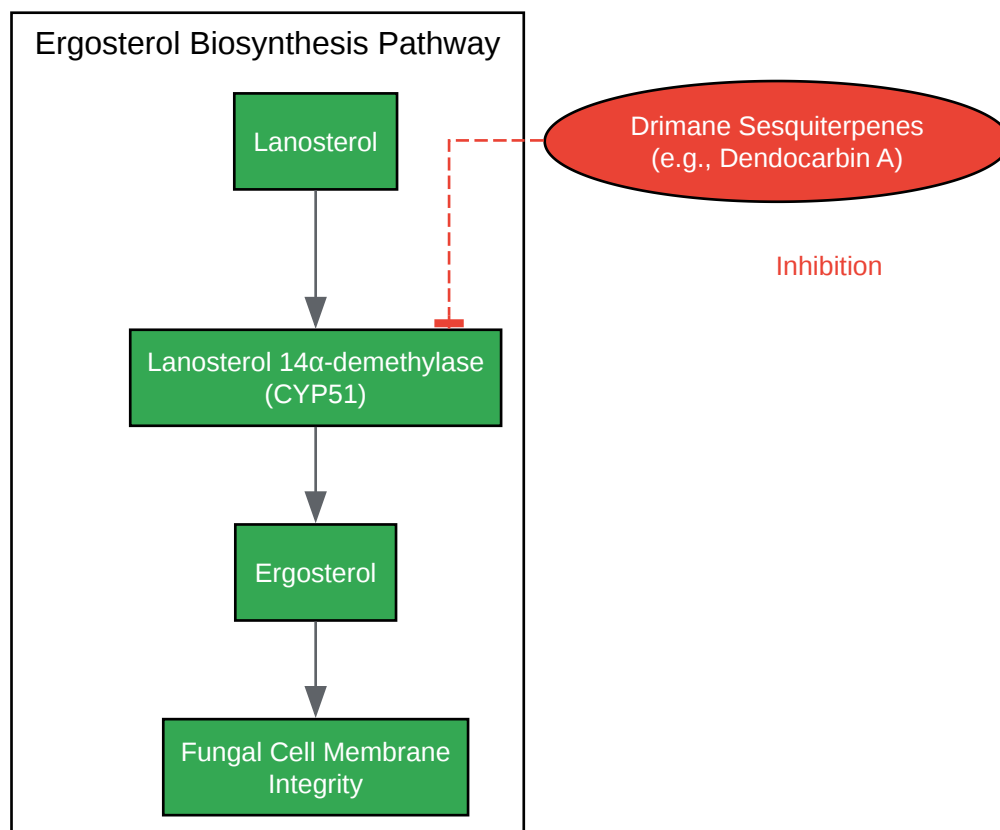 Ergosterol Biosynthesis Pathway
Lanosterol
Drimane Sesquiterpenes
(e.g., Dendocarbin A)
Inhibition
Lanosterol 14α-demethylase
(CYP51)
Ergosterol
Fungal Cell Membrane
Integrity